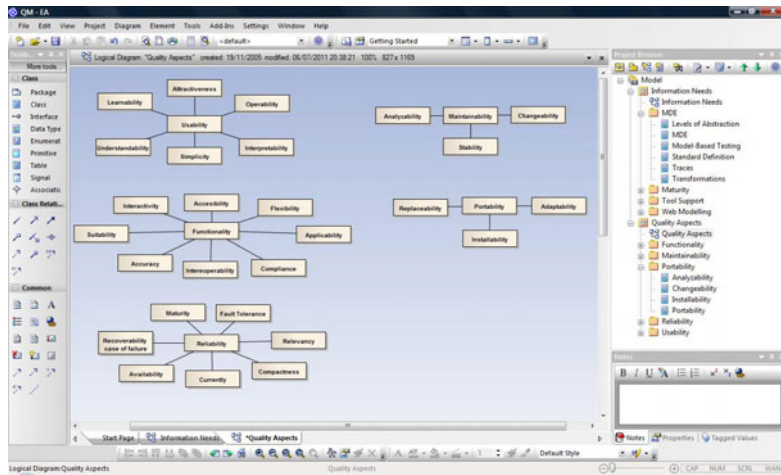 QM - EA
File Edit View Project Diagram Element Tools Add-Ins Settings Window Help
<default> Getting Started
More tools...
Class
Package
Class
Interface
Data Type
Enumerat
Primitive
Table
Signal
Associatic
Class Relati...
Common
Logical Diagram: "Quality Aspects" created: 19/11/2005 modified: 06/07/2011 20:38:21 100% 827 x 1169
Attractiveness
Learnability
Operability
Usability
Understandability
Simplicity
Interpretability
Analyzability
Maintainability
Changeability
Stability
Interactivity
Accesibility
Flexibility
Suitability
Functionality
Applicability
Accuracy
Interoperability
Compliance
Replaceability
Portability
Adaptability
Installability
Maturity
Fault Tolerance
Recoverability
case of failure
Reliability
Relevancy
Availability
Currently
Compactness
Start Page Information Needs *Quality Aspects
Default Style
Project Browser
Model
Information Needs
Information Needs
MDE
Levels of Abstraction
MDE
Model-Based Testing
Standard Definition
Traces
Transformations
Maturity
Tool Support
Web Modelling
Quality Aspects
Quality Aspects
Functionality
Maintainability
Portability
Analyzability
Changeability
Installability
Portability
Reliability
Usability
Notes
B I U A
Notes Properties Tagged Values
Logical Diagram:Quality Aspects
Quality Aspects
CAP NUM SCRL WAN